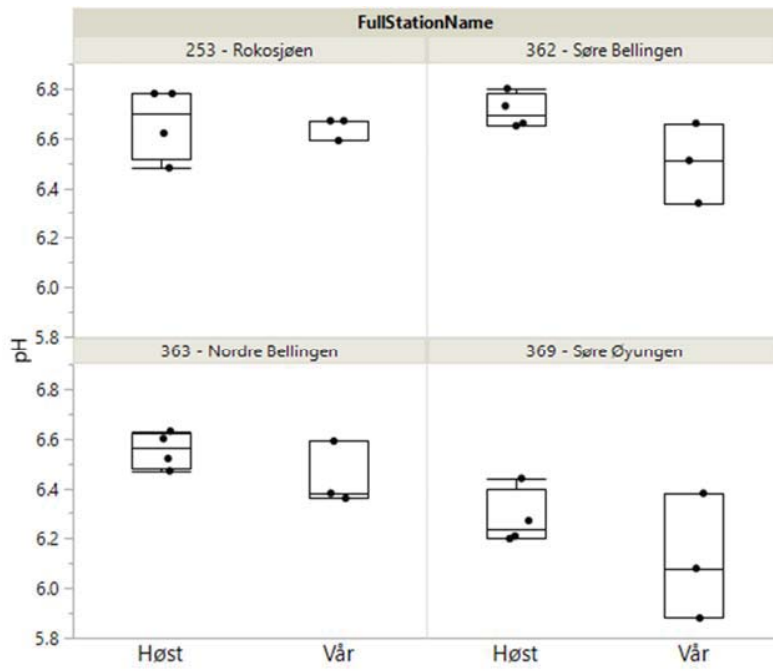 FullStationName
253 - Rokosjøen 362 - Søre Bellingen
6.8
6.6
6.4
6.2
6.0
5.8
pH
363 - Nordre Bellingen 369 - Søre Øyungen
6.8
6.6
6.4
6.2
6.0
5.8
Høst Vår Høst Vår